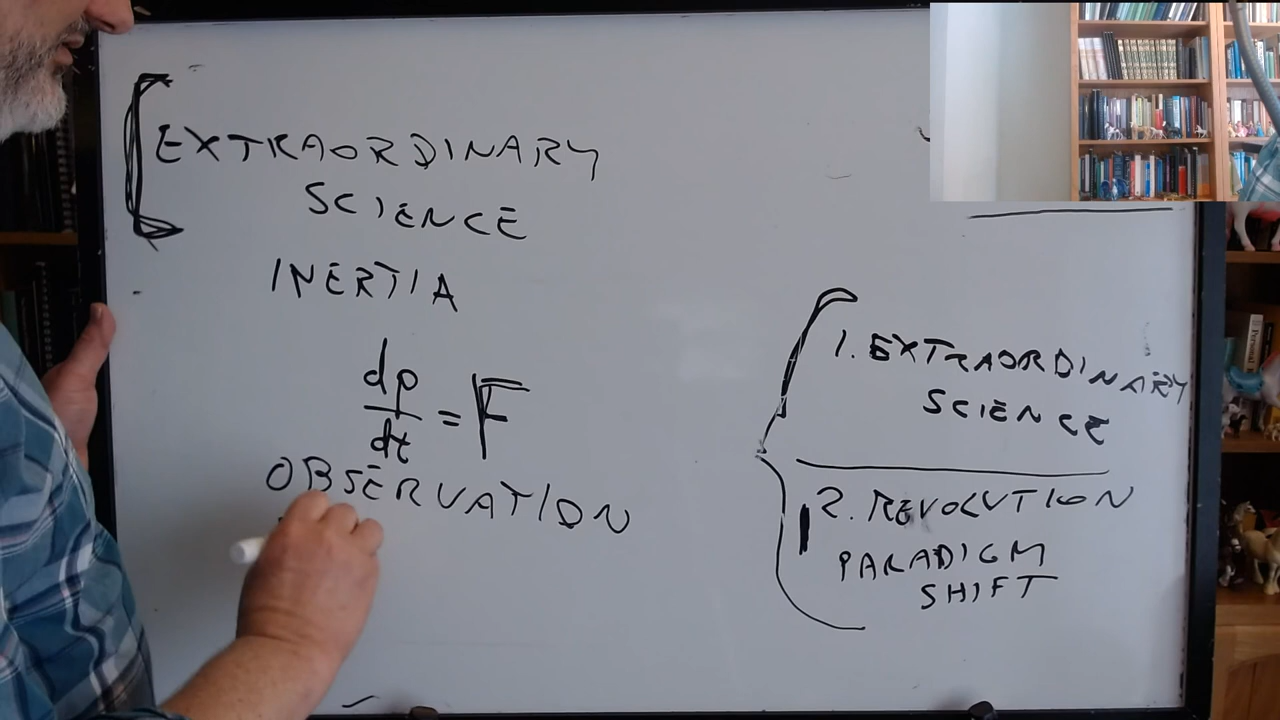 EXTRAORDINARY
SCIENCE
INERTIA
dp
dt
= F
OBSERVATION
1. EXTRAORDINARY
SCIENCE
2. REVOLUTION
PARADIGM
SHIFT